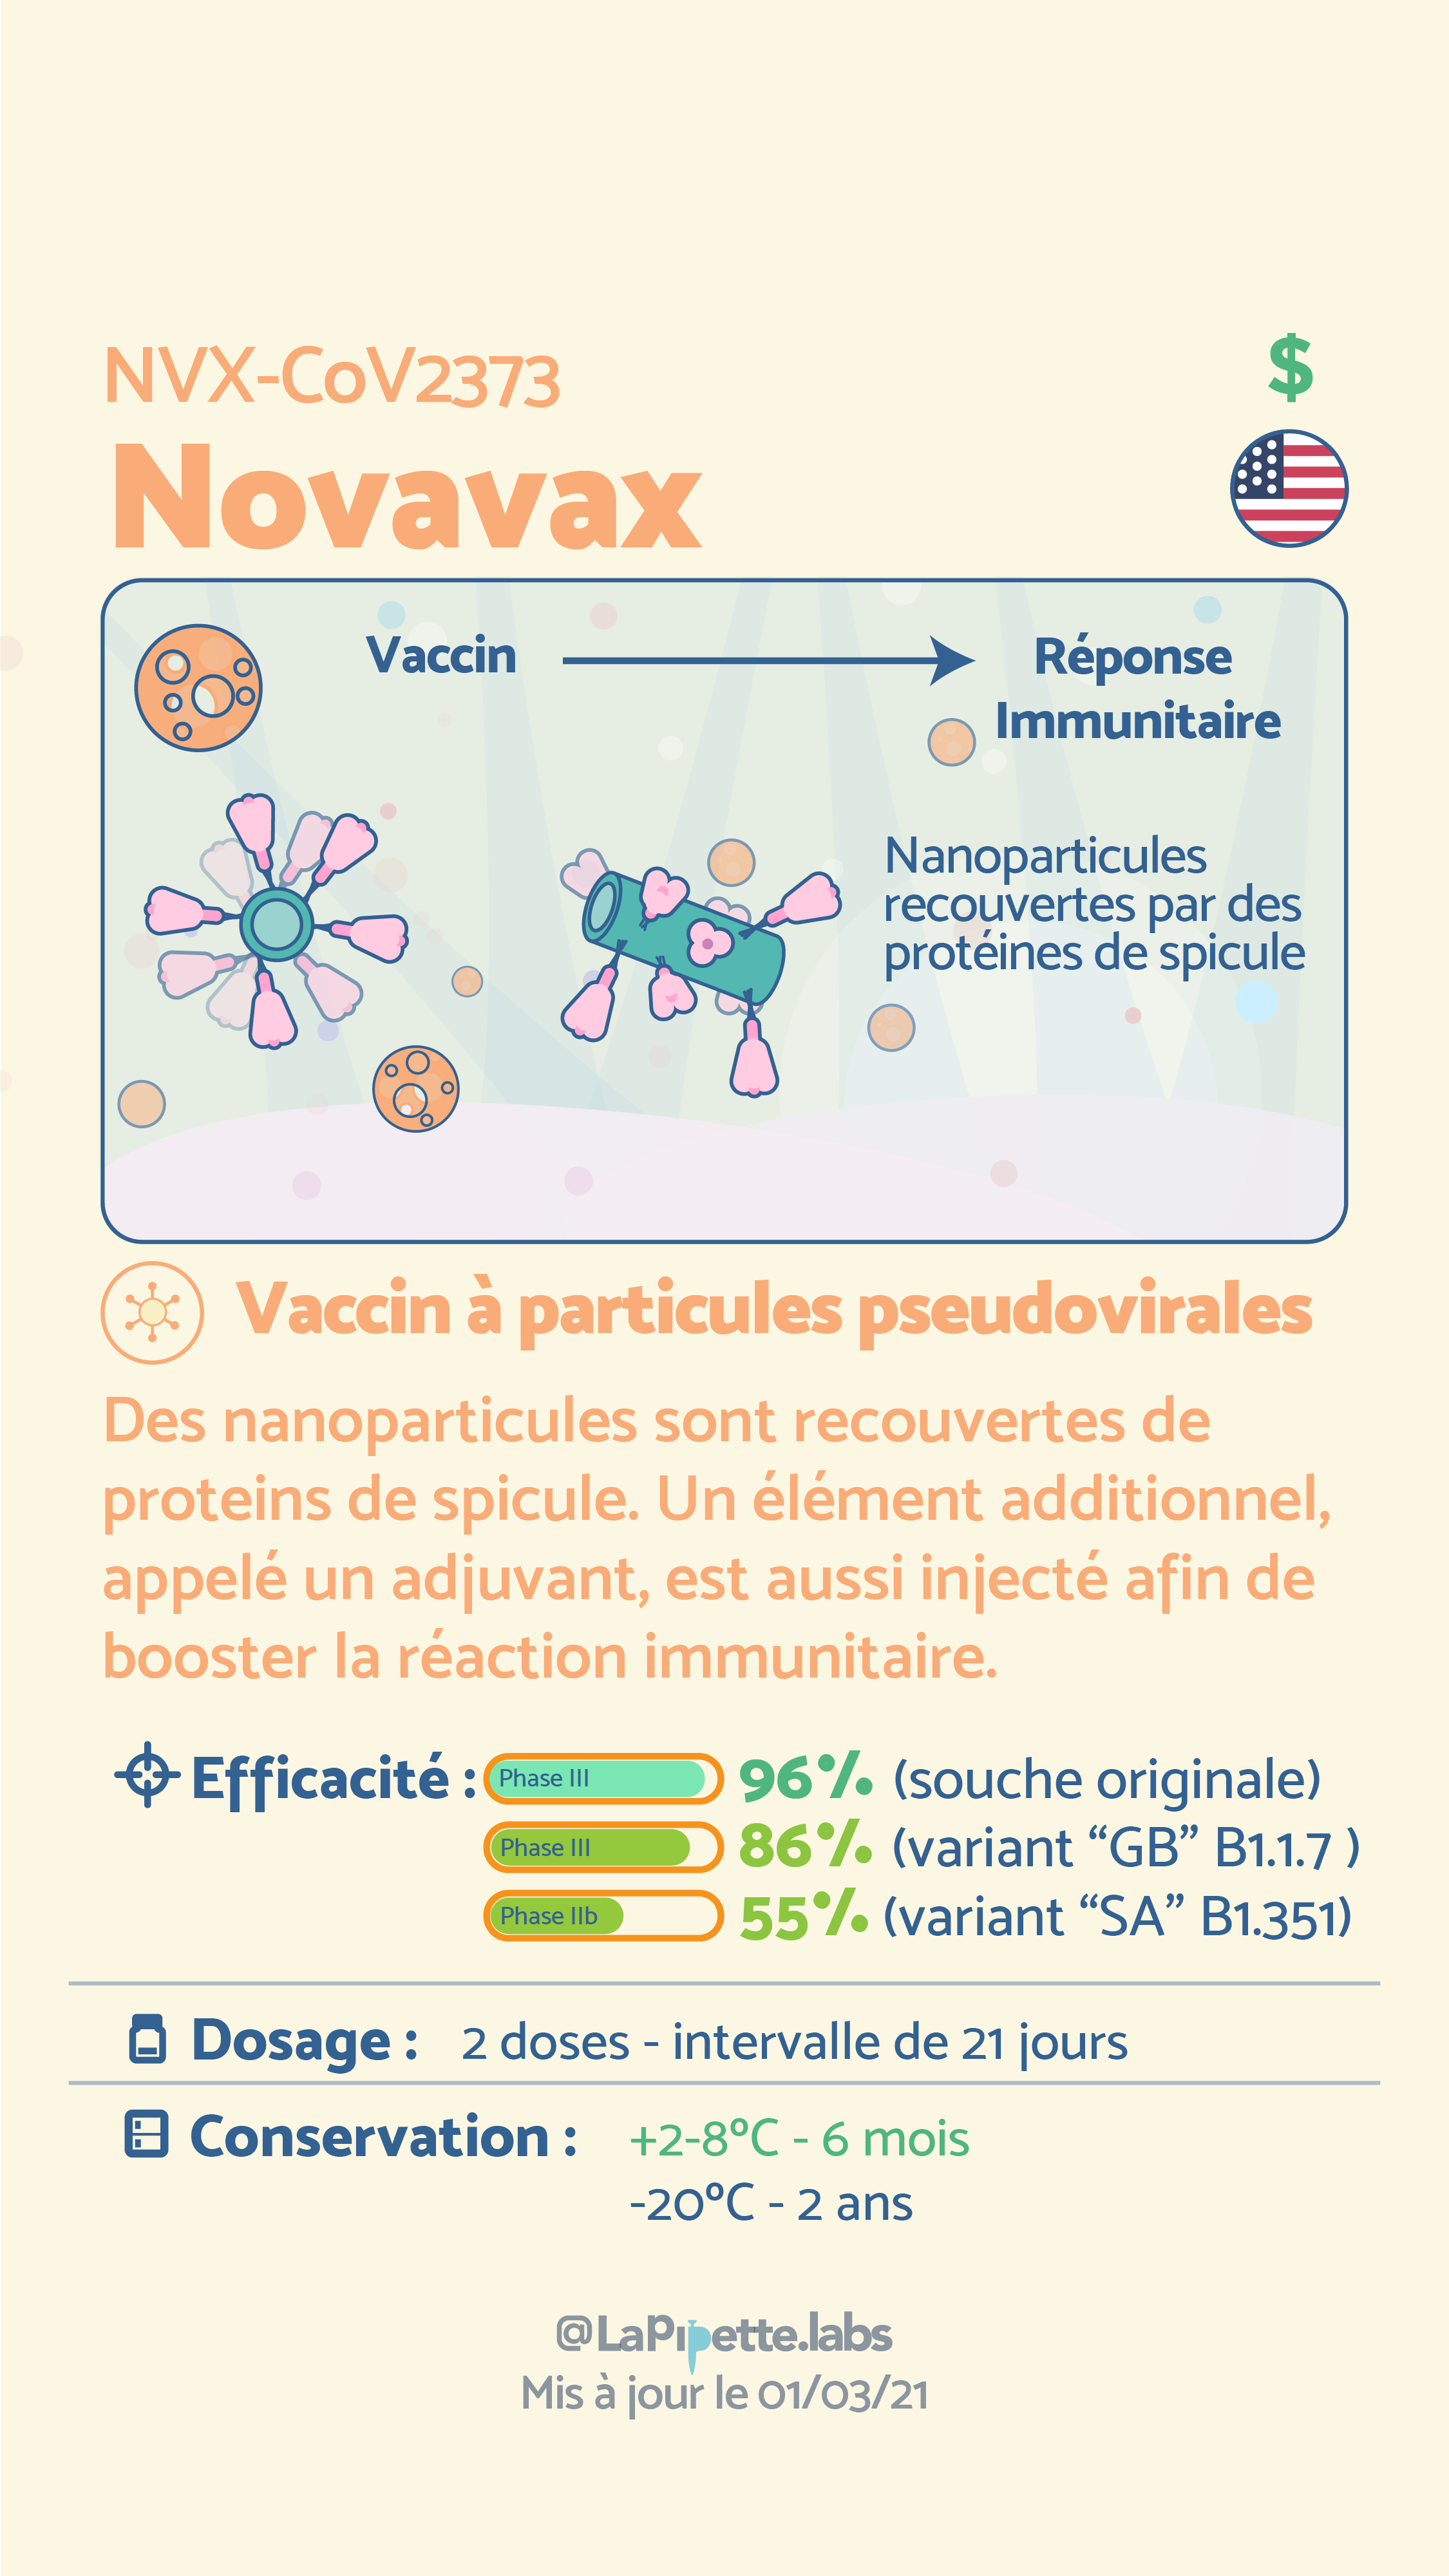 NVX-CoV2373
$
Novavax
Vaccin
Réponse
Immunitaire
Nanoparticules
recouvertes par des
protéines de spicule
Vaccin à particules pseudovirales
Des nanoparticules sont recouvertes de
proteins de spicule. Un élément additionnel,
appelé un adjuvant, est aussi injecté afin de
booster la réaction immunitaire.
Efficacité : Phase III 96% (souche originale)
Phase III 86% (variant “GB” B1.1.7 )
Phase IIb 55% (variant “SA” B1.351)
Dosage : 2 doses - intervalle de 21 jours
Conservation : +2-8°C - 6 mois
-20°C - 2 ans
@LaPipette.labs
Mis à jour le 01/03/21